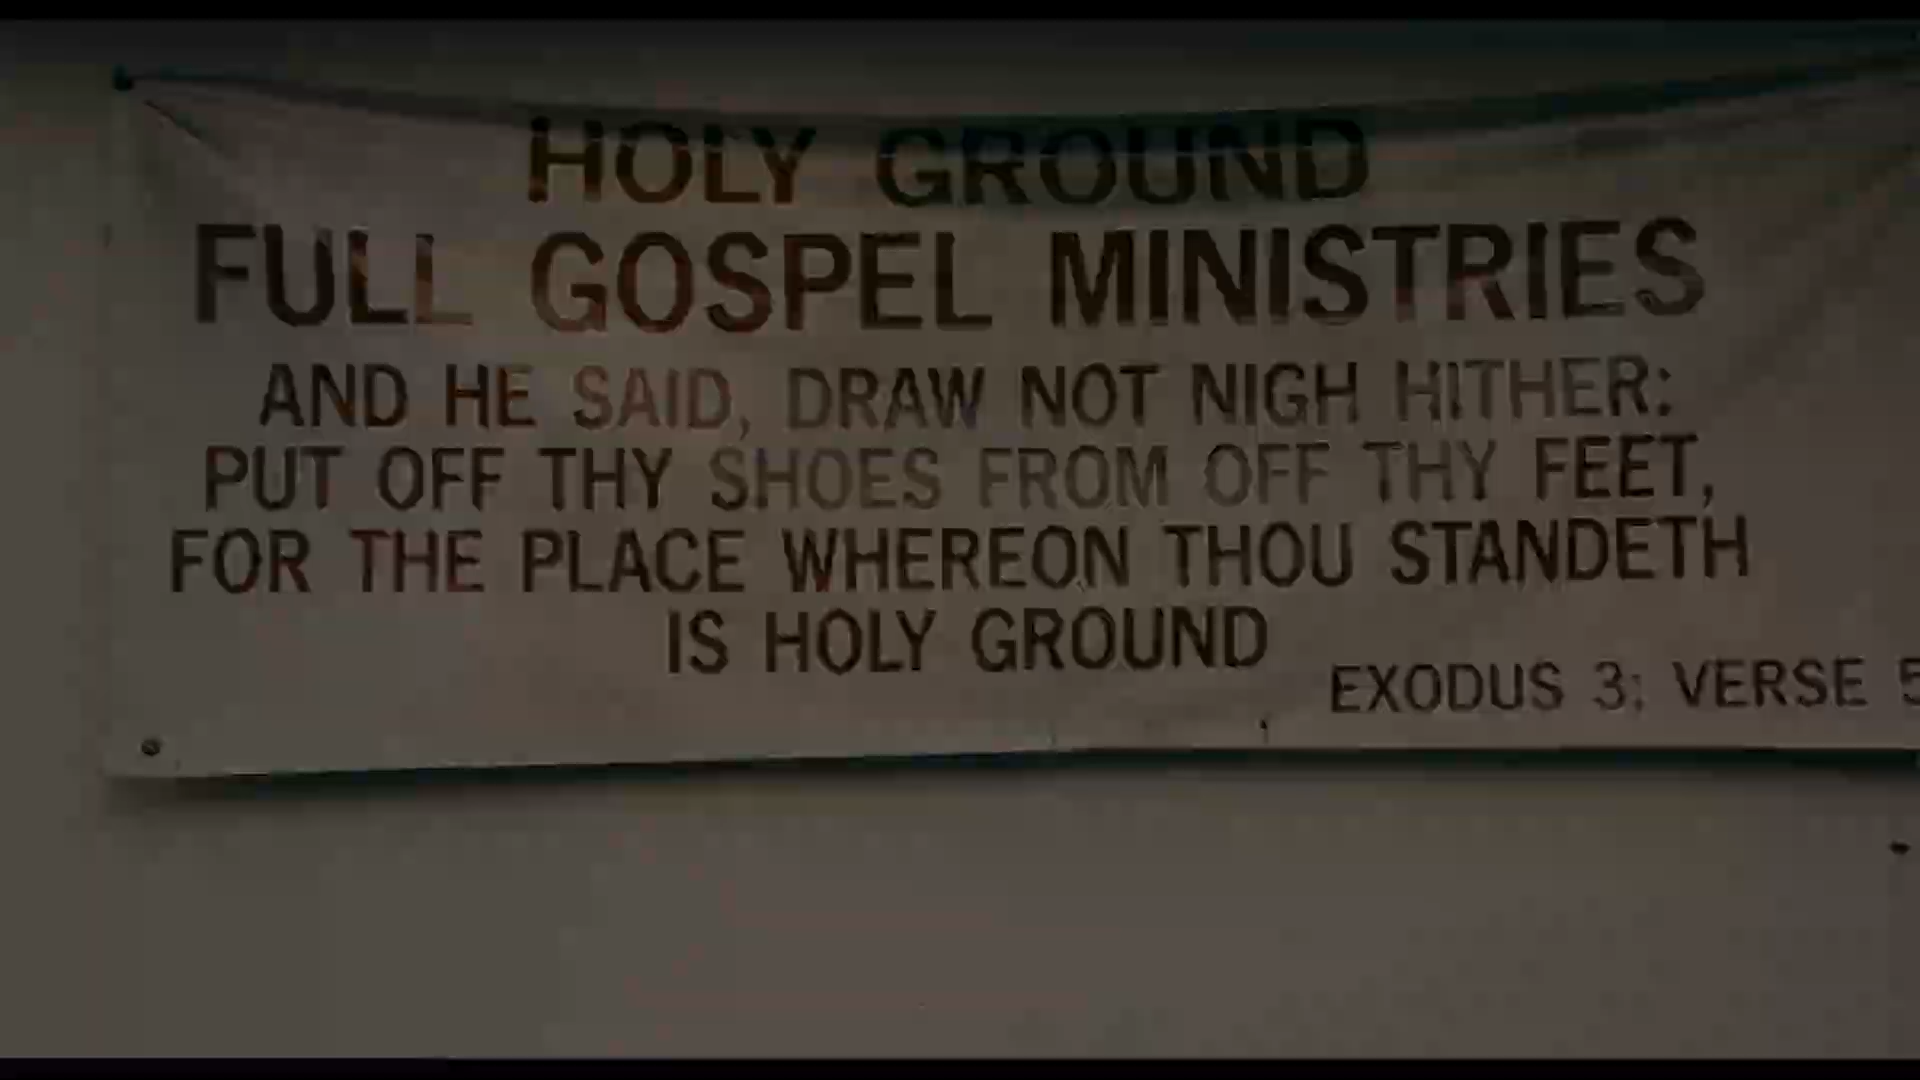 HOLY GROUND
FULL GOSPEL MINISTRIES
AND HE SAID, DRAW NOT NIGH HITHER:
PUT OFF THY SHOES FROM OFF THY FEET,
FOR THE PLACE WHEREON THOU STANDETH
IS HOLY GROUND
EXODUS 3; VERSE 5